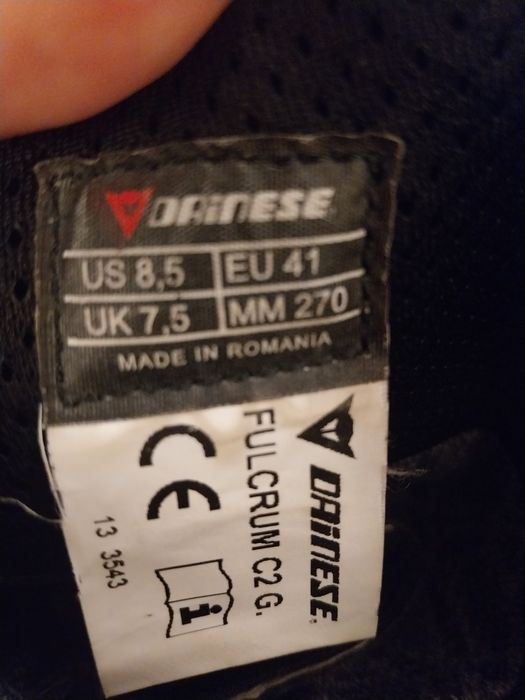 DAINESE
US 8,5 EU 41
UK 7,5 MM 270
MADE IN ROMANIA
DAINESE
FULCRUM C2 G.
CE
13 3543